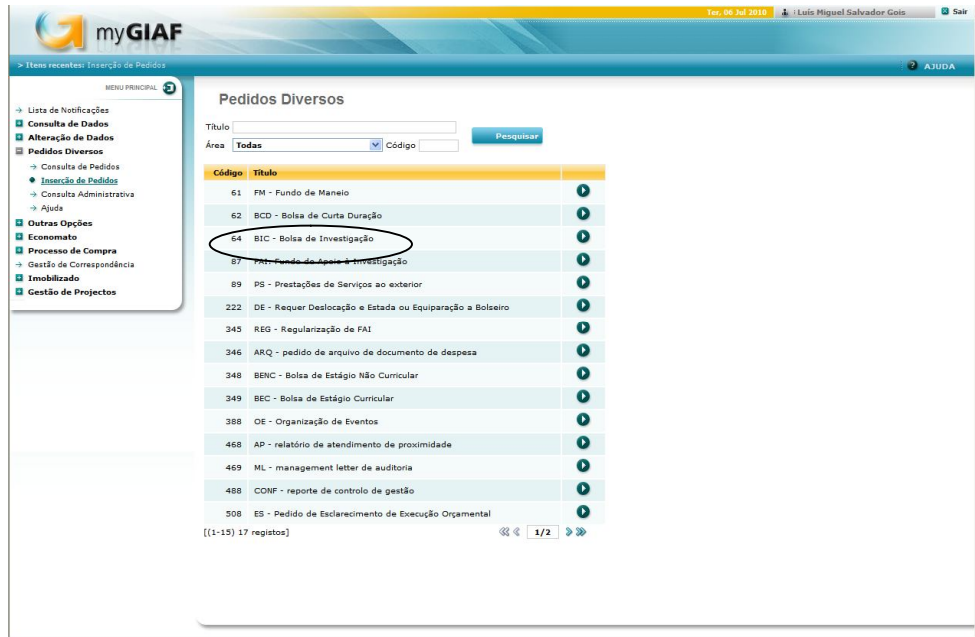 Ter, 06 Jul 2010 : Luís Miguel Salvador Gois Sair
myGIAF
> Itens recentes: Inserção de Pedidos AJUDA
MENU PRINCIPAL
Lista de Notificações
Consulta de Dados
Alteração de Dados
Pedidos Diversos
Consulta de Pedidos
Inserção de Pedidos
Consulta Administrativa
Ajuda
Outras Opções
Economato
Processo de Compra
Gestão de Correspondência
Imobilizado
Gestão de Projectos
Pedidos Diversos
Título
Pesquisar
Área Todas Código
Código Título
61 FM - Fundo de Maneio
62 BCD - Bolsa de Curta Duração
64 BIC - Bolsa de Investigação
87 FAI: Fundo de Apoio à Investigação
89 PS - Prestações de Serviços ao exterior
222 DE - Requer Deslocação e Estada ou Equiparação a Bolseiro
345 REG - Regularização de FAI
346 ARQ - pedido de arquivo de documento de despesa
348 BENC - Bolsa de Estágio Não Curricular
349 BEC - Bolsa de Estágio Curricular
388 OE - Organização de Eventos
468 AP - relatório de atendimento de proximidade
469 ML - management letter de auditoria
488 CONF - reporte de controlo de gestão
508 ES - Pedido de Esclarecimento de Execução Orçamental
[(1-15) 17 registos] 1/2